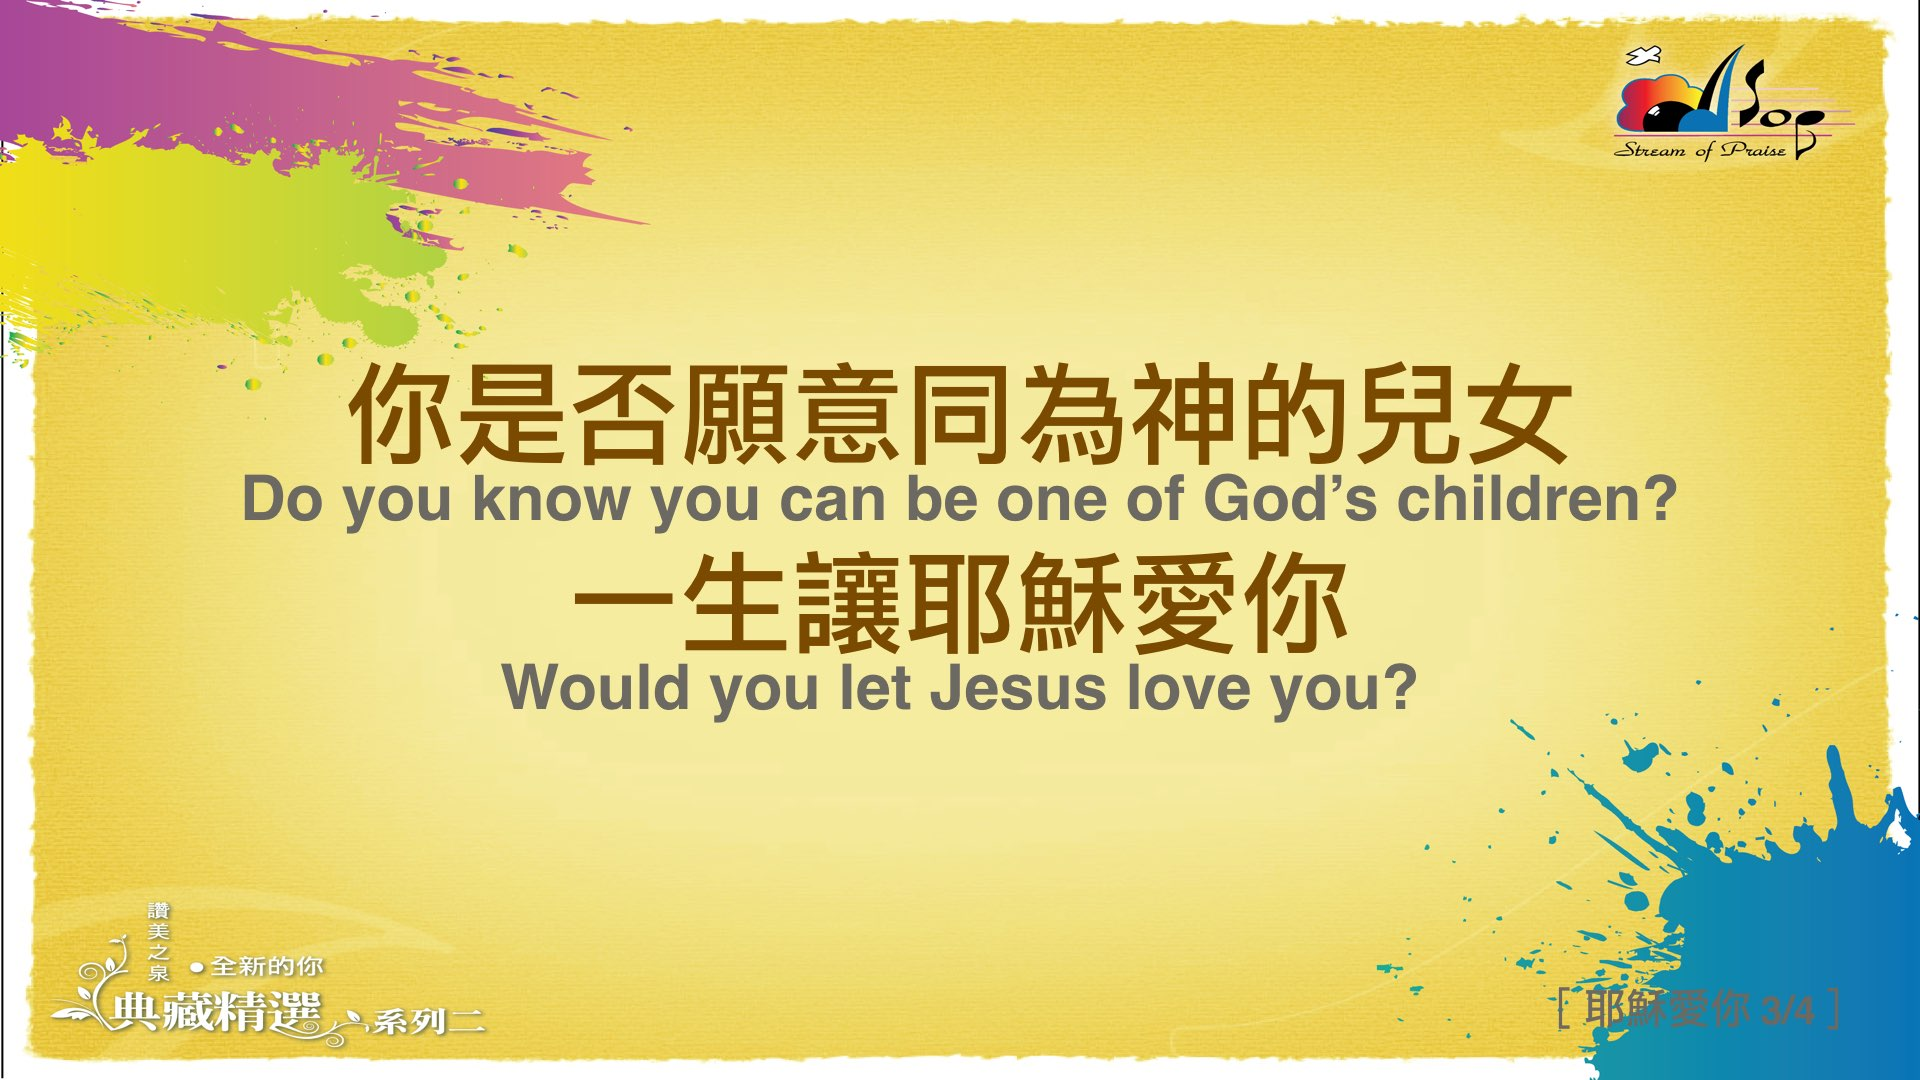 Sop
Stream of Praise
你是否願意同為神的兒女
Do you know you can be one of God’s children?
一生讓耶穌愛你
Would you let Jesus love you?
讚美之泉
•全新的你
典藏精選
系列二
[ 耶穌愛你 3/4 ]